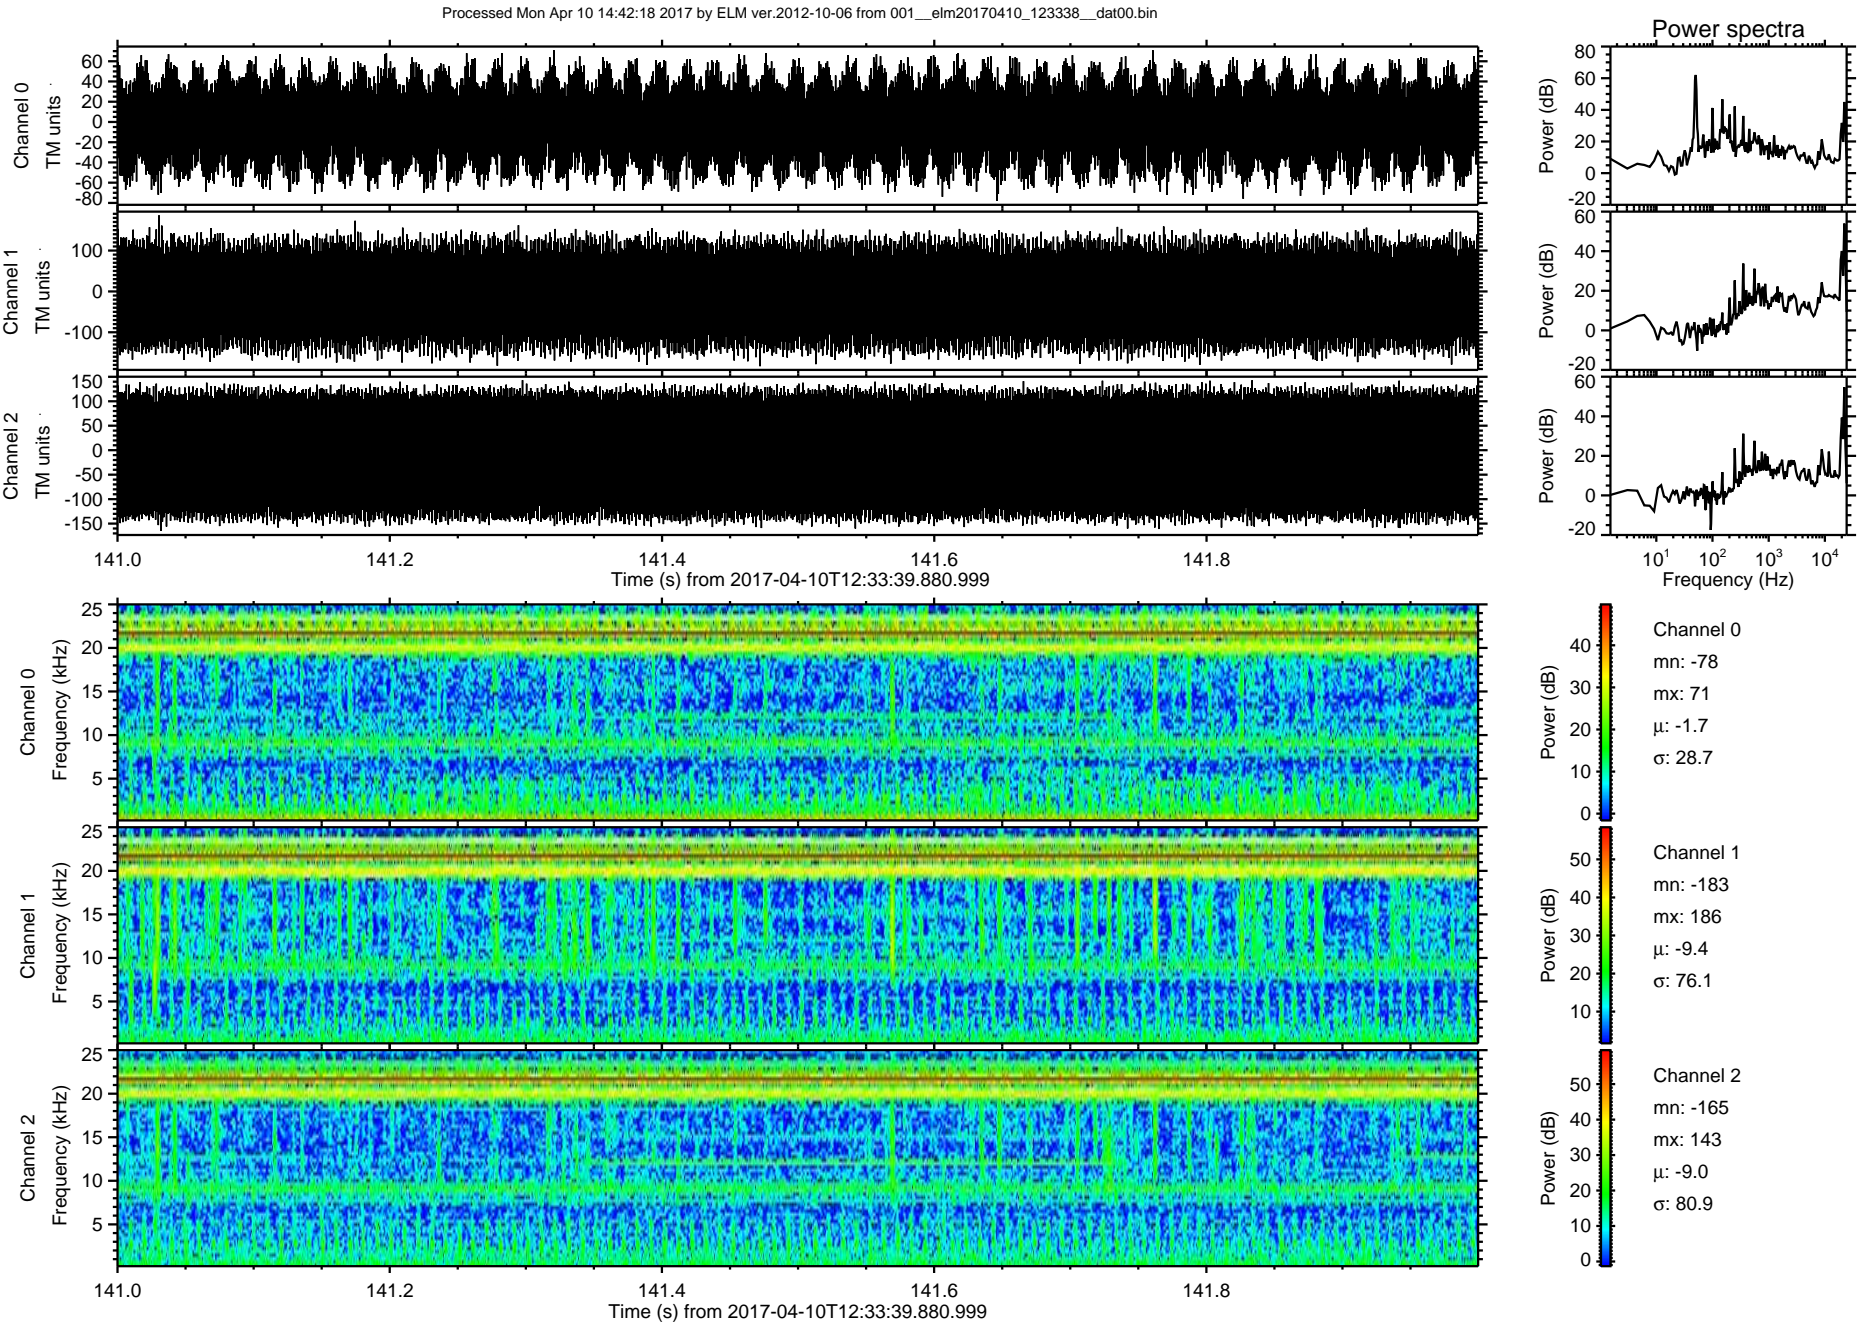 Processed Mon Apr 10 14:42:18 2017 by ELM ver.2012-10-06 from 001__elm20170410_123338__dat00.bin
Power spectra
Channel 0
TM units
60
40
20
0
-20
-40
-60
-80
Power (dB)
80
60
40
20
0
-20
Channel 1
TM units
100
0
-100
Power (dB)
60
40
20
0
-20
Channel 2
TM units
150
100
50
0
-50
-100
-150
Power (dB)
60
40
20
0
-20
141.0 141.2 141.4 141.6 141.8
Time (s) from 2017-04-10T12:33:39.880.999
10^1 10^2 10^3 10^4
Frequency (Hz)
Channel 0
Frequency (kHz)
25
20
15
10
5
Power (dB)
40
30
20
10
0
Channel 0
mn: -78
mx: 71
μ: -1.7
σ: 28.7
Channel 1
Frequency (kHz)
25
20
15
10
5
Power (dB)
50
40
30
20
10
Channel 1
mn: -183
mx: 186
μ: -9.4
σ: 76.1
Channel 2
Frequency (kHz)
25
20
15
10
5
Power (dB)
50
40
30
20
10
0
Channel 2
mn: -165
mx: 143
μ: -9.0
σ: 80.9
141.0 141.2 141.4 141.6 141.8
Time (s) from 2017-04-10T12:33:39.880.999